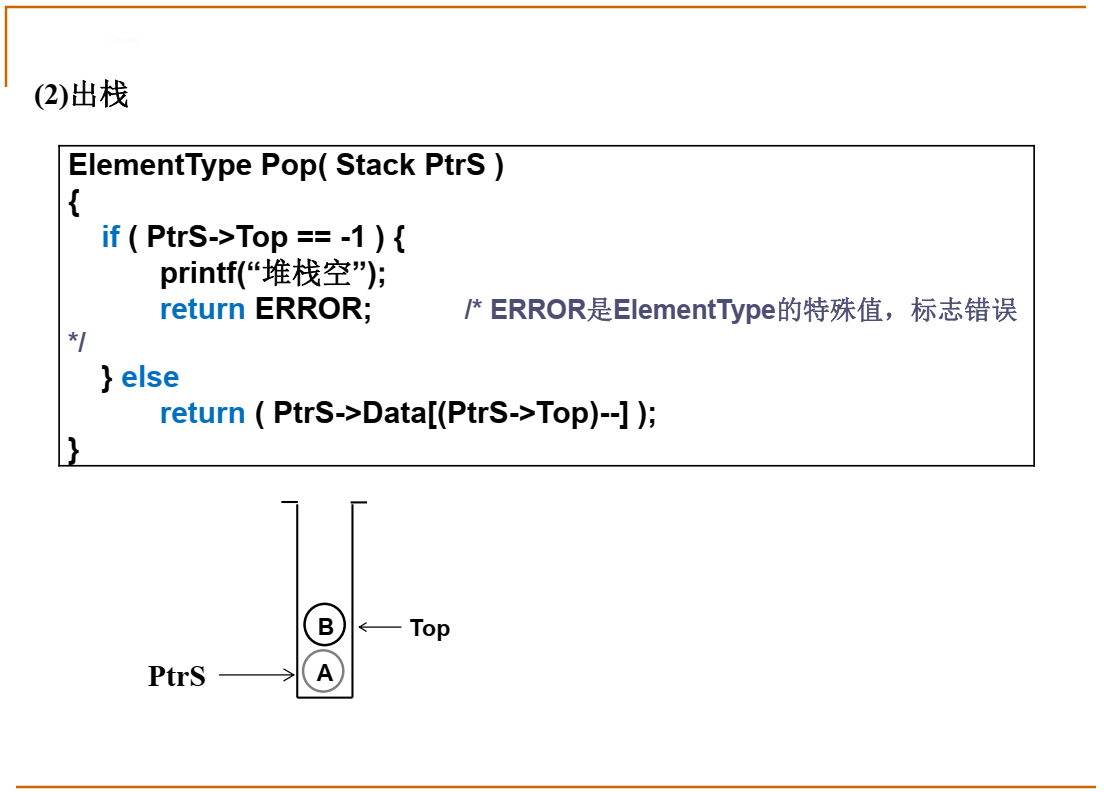 (2)出栈
ElementType Pop( Stack PtrS )
{
if ( PtrS->Top == -1 ) {
printf(“堆栈空”);
return ERROR; /* ERROR是ElementType的特殊值，标志错误
*/
} else
return ( PtrS->Data[(PtrS->Top)--] );
}
B Top
PtrS A